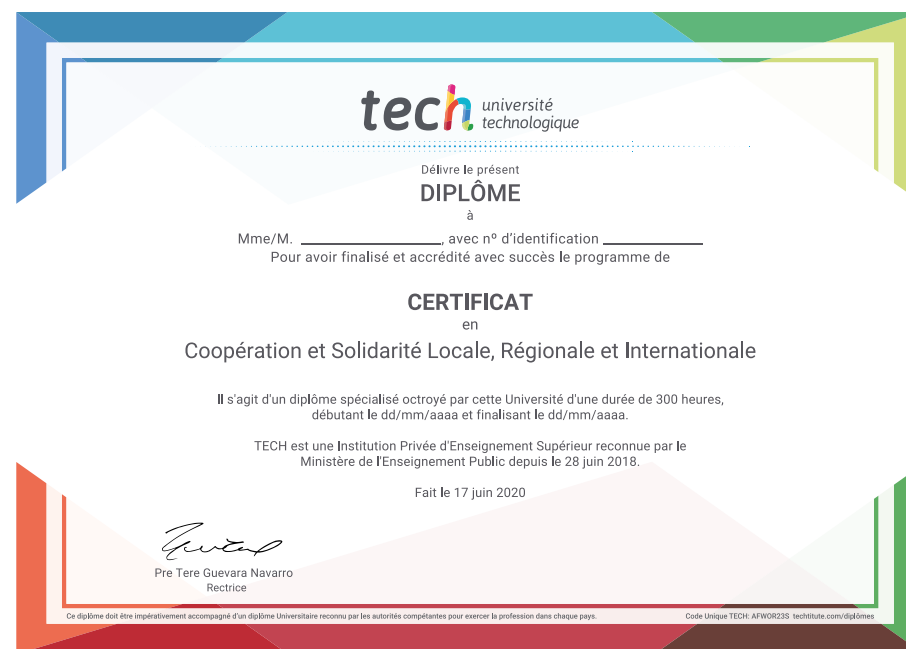 tech université
technologique
Délivre le présent
DIPLÔME
à
Mme/M. ____________________, avec nº d'identification ______________
Pour avoir finalisé et accrédité avec succès le programme de
CERTIFICAT
en
Coopération et Solidarité Locale, Régionale et Internationale
Il s'agit d'un diplôme spécialisé octroyé par cette Université d'une durée de 300 heures,
débutant le dd/mm/aaaa et finalisant le dd/mm/aaaa.
TECH est une Institution Privée d'Enseignement Supérieur reconnue par le
Ministère de l'Enseignement Public depuis le 28 juin 2018.
Fait le 17 juin 2020
Pre Tere Guevara Navarro
Rectrice
Ce diplôme doit être impérativement accompagné d'un diplôme Universitaire reconnu par les autorités compétantes pour exercer la profession dans chaque pays.
Code Unique TECH: AFWOR23S techtitute.com/diplômes